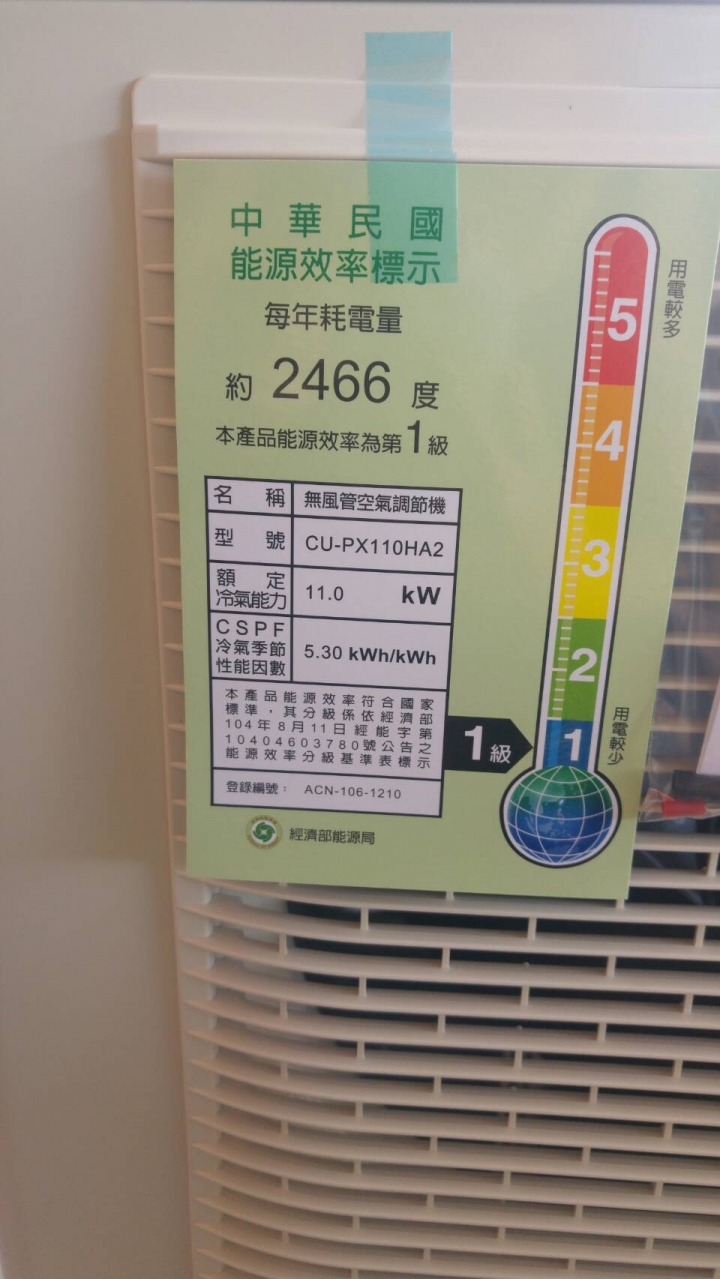 中華民國
能源效率標示
每年耗電量
約 2466 度
本產品能源效率為第1級
名稱 無風管空氣調節機
型號 CU-PX110HA2
額定冷氣能力 11.0 kW
CSPF冷氣季節性能因數 5.30 kWh/kWh
本產品能源效率符合國家
標準，其分級係依經濟部
104年8月11日經能字第
10404603780號公告之
能源效率分級基準表標示
登錄編號： ACN-106-1210
經濟部能源局
用電較多
5
4
3
2
1
用電較少
1級